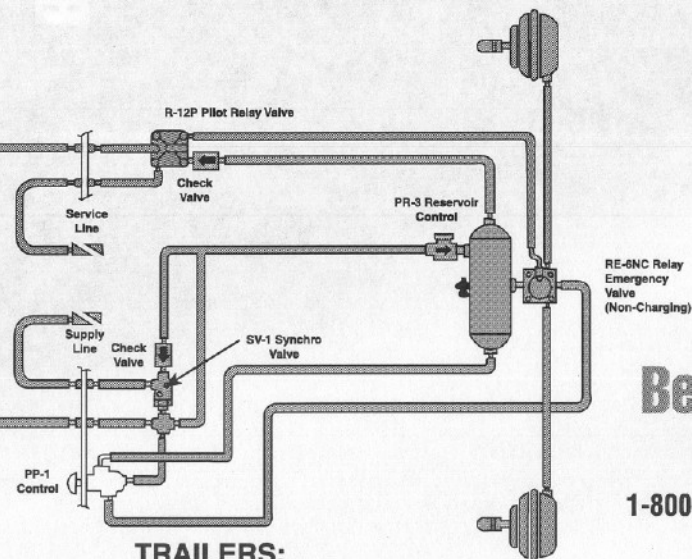 R-12P Pilot Relay Valve
Check
Valve
PR-3 Reservoir
Control
Service
Line
RE-6NC Relay
Emergency
Valve
(Non-Charging)
Supply
Line
Check
Valve
SV-1 Synchro
Valve
Be
PP-1
Control
1-800
TRAILERS: